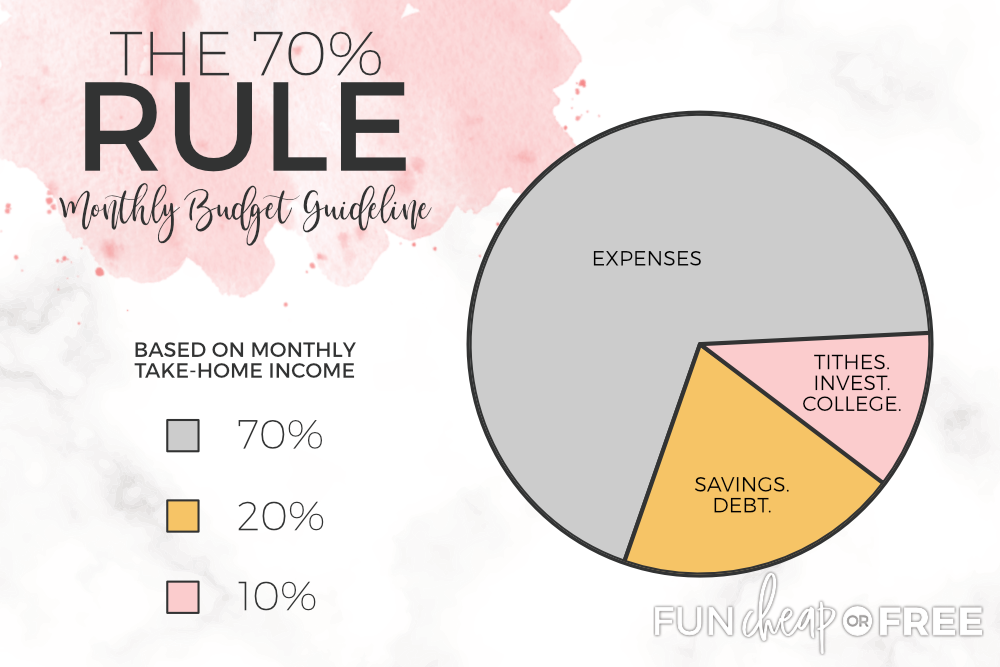 THE 70%
RULE
Monthly Budget Guideline
BASED ON MONTHLY
TAKE-HOME INCOME
70%
20%
10%
EXPENSES
TITHES.
INVEST.
COLLEGE.
SAVINGS.
DEBT.
FUN cheap OR FREE